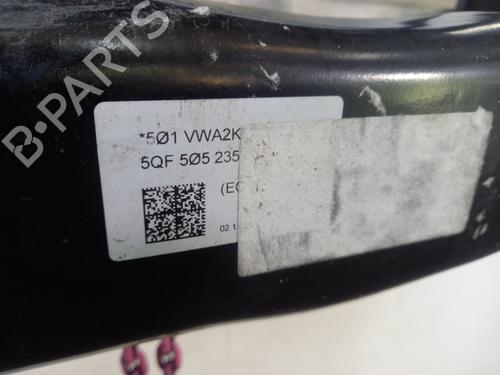 B-PARTS
*5Ø1 VWA2K
5QF 5Ø5 235
(EC
02.1